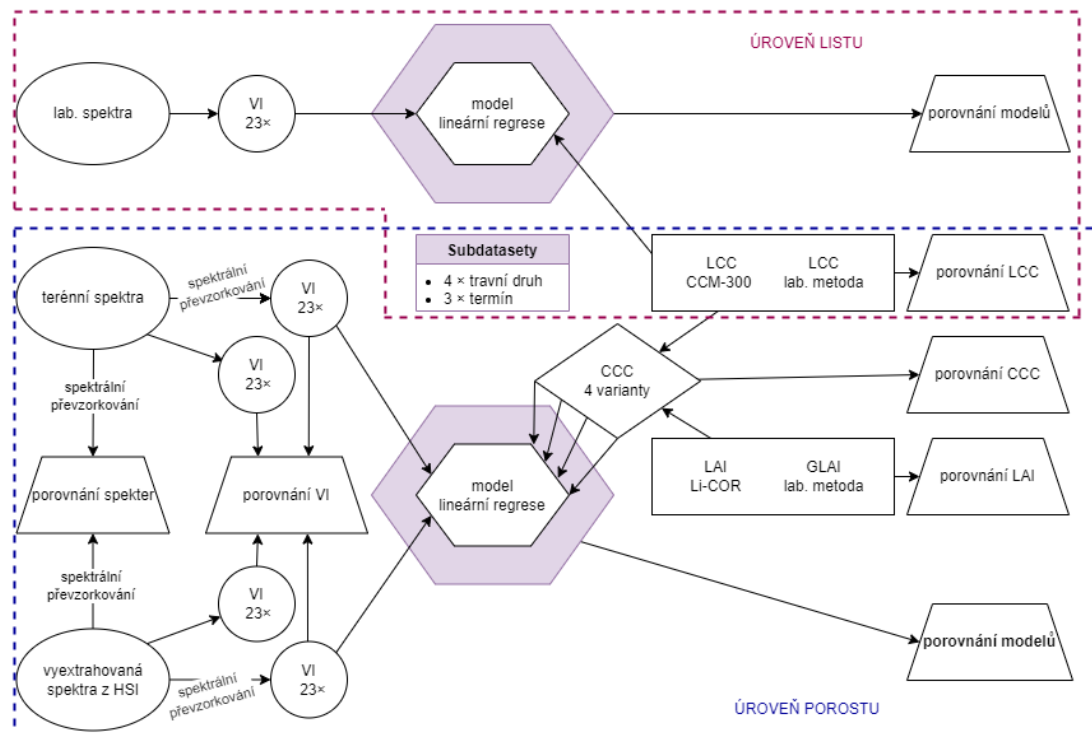 ÚROVEŇ LISTU
lab. spektra
VI
23×
model
lineární regrese
porovnání modelů
Subdatasety
4 × travní druh
3 × termín
LCC
CCM-300
LCC
lab. metoda
porovnání LCC
terénní spektra
spektrální
převzorkování
VI
23×
VI
23×
spektrální
převzorkování
CCC
4 varianty
porovnání CCC
porovnání spekter
porovnání VI
model
lineární regrese
LAI
Li-COR
GLAI
lab. metoda
porovnání LAI
spektrální
převzorkování
VI
23×
vyextrahovaná
spektra z HSI
spektrální
převzorkování
VI
23×
porovnání modelů
ÚROVEŇ POROSTU